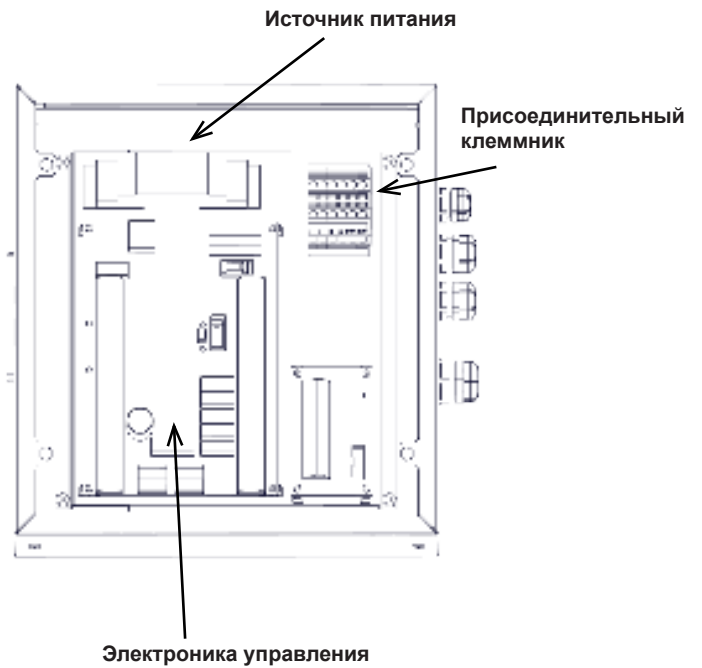 Источник питания
Присоединительный
клеммник
Электроника управления